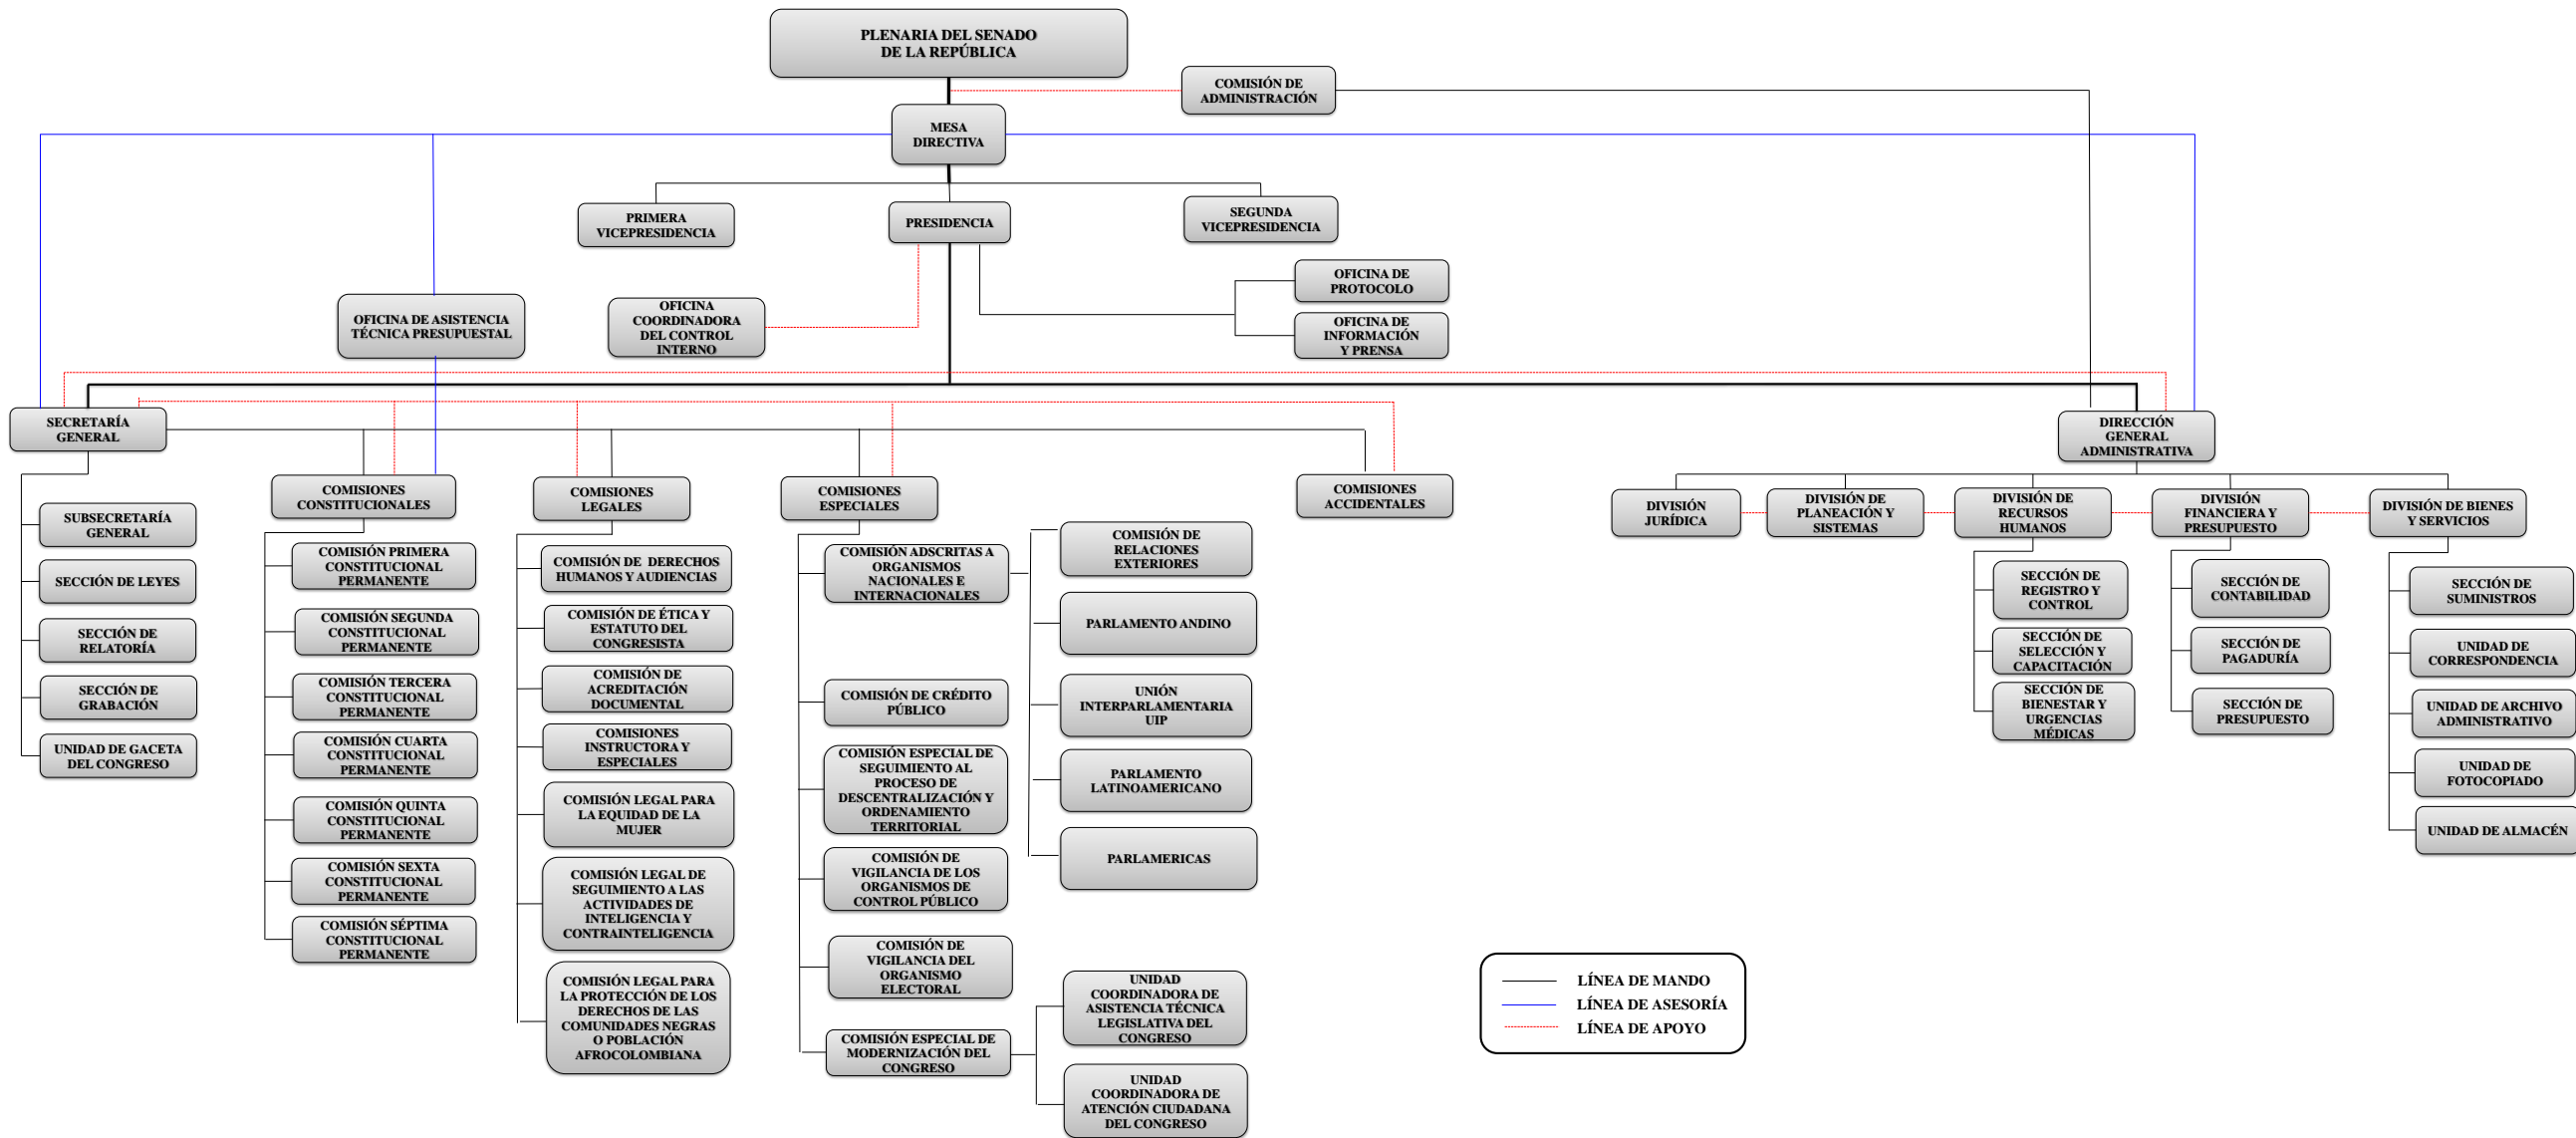 PLENARIA DEL SENADO
DE LA REPÚBLICA
COMISIÓN DE
ADMINISTRACIÓN
MESA
DIRECTIVA
PRIMERA
VICEPRESIDENCIA
PRESIDENCIA
SEGUNDA
VICEPRESIDENCIA
OFICINA DE ASISTENCIA
TÉCNICA PRESUPUESTAL
OFICINA
COORDINADORA
DEL CONTROL
INTERNO
OFICINA DE
PROTOCOLO
OFICINA DE
INFORMACIÓN
Y PRENSA
SECRETARÍA
GENERAL
DIRECCIÓN
GENERAL
ADMINISTRATIVA
SUBSECRETARÍA
GENERAL
SECCIÓN DE LEYES
SECCIÓN DE
RELATORÍA
SECCIÓN DE
GRABACIÓN
UNIDAD DE GACETA
DEL CONGRESO
COMISIONES
CONSTITUCIONALES
COMISIÓN PRIMERA
CONSTITUCIONAL
PERMANENTE
COMISIÓN SEGUNDA
CONSTITUCIONAL
PERMANENTE
COMISIÓN TERCERA
CONSTITUCIONAL
PERMANENTE
COMISIÓN CUARTA
CONSTITUCIONAL
PERMANENTE
COMISIÓN QUINTA
CONSTITUCIONAL
PERMANENTE
COMISIÓN SEXTA
CONSTITUCIONAL
PERMANENTE
COMISIÓN SÉPTIMA
CONSTITUCIONAL
PERMANENTE
COMISIONES
LEGALES
COMISIÓN DE DERECHOS
HUMANOS Y AUDIENCIAS
COMISIÓN DE ÉTICA Y
ESTATUTO DEL
CONGRESISTA
COMISIÓN DE
ACREDITACIÓN
DOCUMENTAL
COMISIONES
INSTRUCTORA Y
ESPECIALES
COMISIÓN LEGAL PARA
LA EQUIDAD DE LA
MUJER
COMISIÓN LEGAL DE
SEGUIMIENTO A LAS
ACTIVIDADES DE
INTELIGENCIA Y
CONTRAINTELIGENCIA
COMISIÓN LEGAL PARA
LA PROTECCIÓN DE LOS
DERECHOS DE LAS
COMUNIDADES NEGRAS
O POBLACIÓN
AFROCOLOMBIANA
COMISIONES
ESPECIALES
COMISIÓN ADSCRITAS A
ORGANISMOS
NACIONALES E
INTERNACIONALES
COMISIÓN DE CRÉDITO
PÚBLICO
COMISIÓN ESPECIAL DE
SEGUIMIENTO AL
PROCESO DE
DESCENTRALIZACIÓN Y
ORDENAMIENTO
TERRITORIAL
COMISIÓN DE
VIGILANCIA DE LOS
ORGANISMOS DE
CONTROL PÚBLICO
COMISIÓN DE
VIGILANCIA DEL
ORGANISMO
ELECTORAL
COMISIÓN ESPECIAL DE
MODERNIZACIÓN DEL
CONGRESO
COMISIÓN DE
RELACIONES
EXTERIORES
PARLAMENTO ANDINO
UNIÓN
INTERPARLAMENTARIA
UIP
PARLAMENTO
LATINOAMERICANO
PARLAMERICAS
UNIDAD
COORDINADORA DE
ASISTENCIA TÉCNICA
LEGISLATIVA DEL
CONGRESO
UNIDAD
COORDINADORA DE
ATENCIÓN CIUDADANA
DEL CONGRESO
COMISIONES
ACCIDENTALES
DIVISIÓN
JURÍDICA
DIVISIÓN DE
PLANEACIÓN Y
SISTEMAS
DIVISIÓN DE
RECURSOS
HUMANOS
SECCIÓN DE
REGISTRO Y
CONTROL
SECCIÓN DE
SELECCIÓN Y
CAPACITACIÓN
SECCIÓN DE
BIENESTAR Y
URGENCIAS
MÉDICAS
DIVISIÓN
FINANCIERA Y
PRESUPUESTO
SECCIÓN DE
CONTABILIDAD
SECCIÓN DE
PAGADURÍA
SECCIÓN DE
PRESUPUESTO
DIVISIÓN DE BIENES
Y SERVICIOS
SECCIÓN DE
SUMINISTROS
UNIDAD DE
CORRESPONDENCIA
UNIDAD DE ARCHIVO
ADMINISTRATIVO
UNIDAD DE
FOTOCOPIADO
UNIDAD DE ALMACÉN
LÍNEA DE MANDO
LÍNEA DE ASESORÍA
LÍNEA DE APOYO